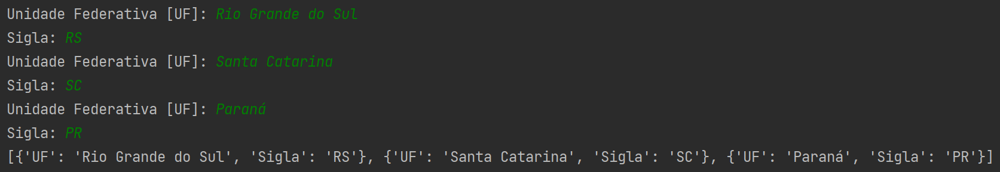 Unidade Federativa [UF]: Rio Grande do Sul
Sigla: RS
Unidade Federativa [UF]: Santa Catarina
Sigla: SC
Unidade Federativa [UF]: Paraná
Sigla: PR
[{'UF': 'Rio Grande do Sul', 'Sigla': 'RS'}, {'UF': 'Santa Catarina', 'Sigla': 'SC'}, {'UF': 'Paraná', 'Sigla': 'PR'}]